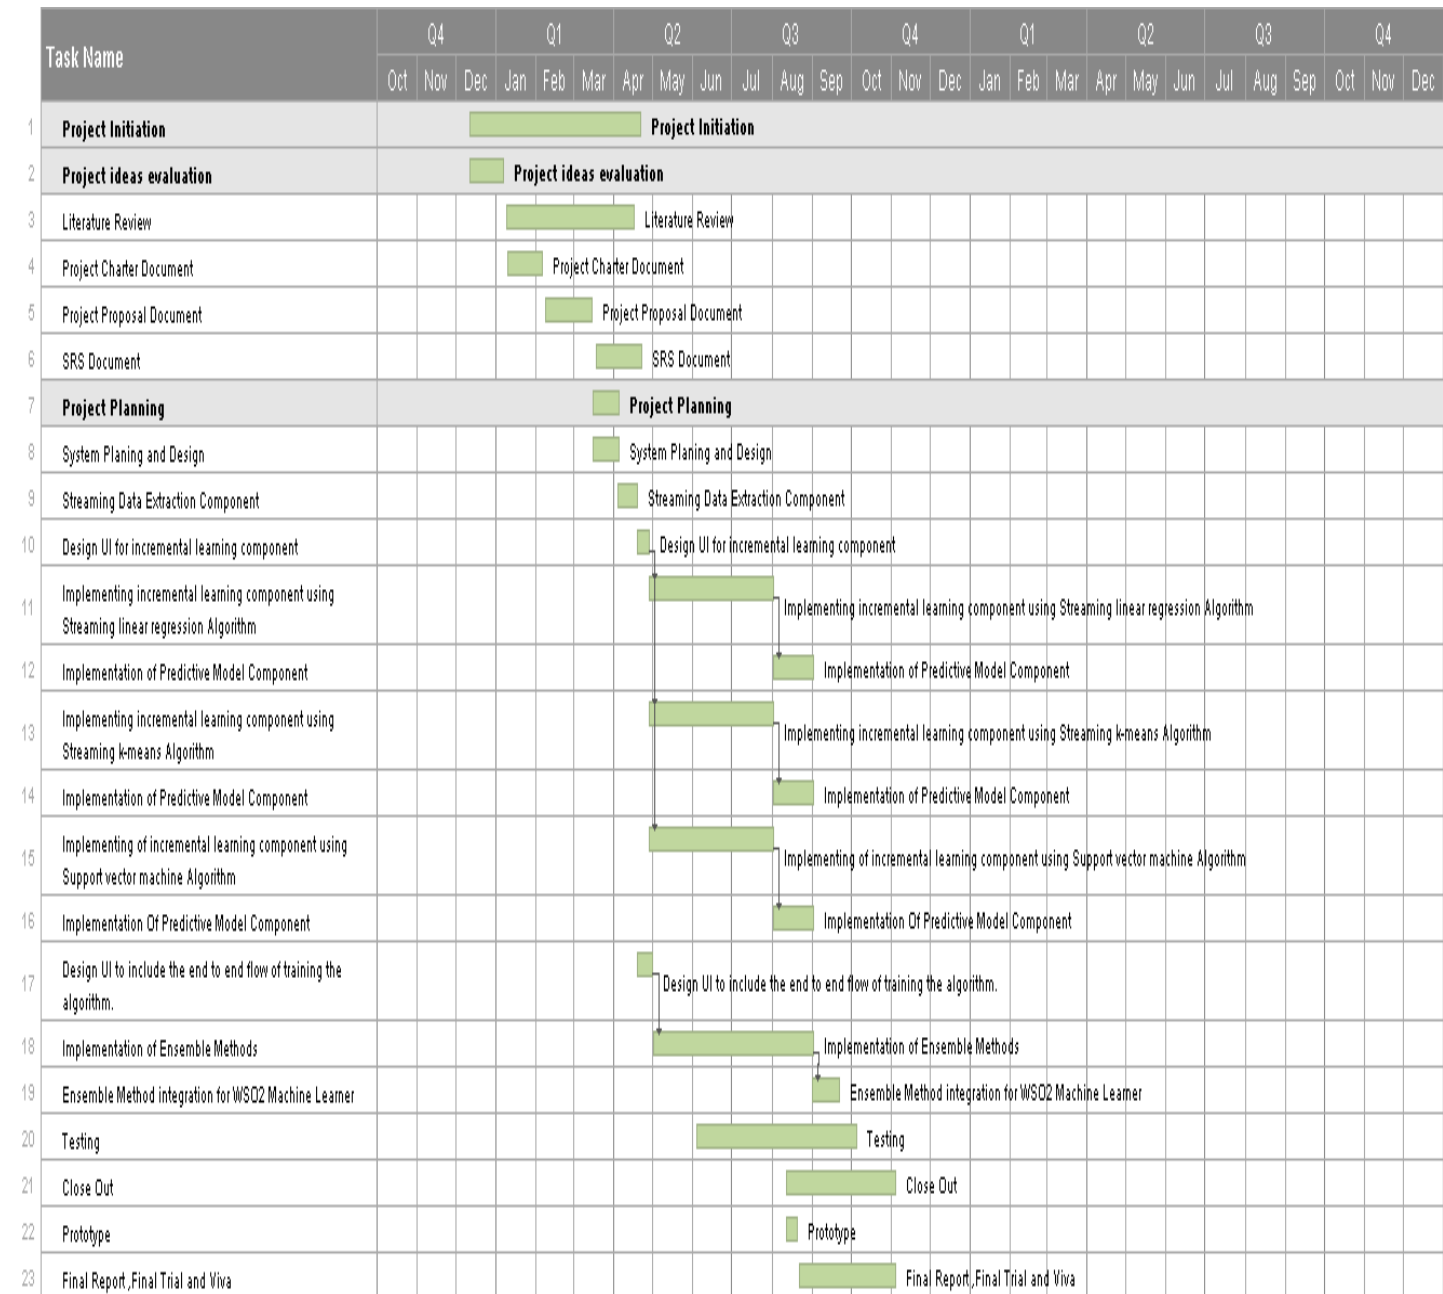 Task Name
Q4 Q1 Q2 Q3 Q4 Q1 Q2 Q3 Q4
Oct Nov Dec Jan Feb Mar Apr May Jun Jul Aug Sep Oct Nov Dec Jan Feb Mar Apr May Jun Jul Aug Sep Oct Nov Dec
1 Project Initiation Project Initiation
2 Project ideas evaluation Project ideas evaluation
3 Literature Review Literature Review
4 Project Charter Document Project Charter Document
5 Project Proposal Document Project Proposal Document
6 SRS Document SRS Document
7 Project Planning Project Planning
8 System Planing and Design System Planing and Design
9 Streaming Data Extraction Component Streaming Data Extraction Component
10 Design UI for incremental learning component Design UI for incremental learning component
11 Implementing incremental learning component using
Streaming linear regression Algorithm
Implementing incremental learning component using Streaming linear regression Algorithm
12 Implementation of Predictive Model Component Implementation of Predictive Model Component
13 Implementing incremental learning component using
Streaming k-means Algorithm
Implementing incremental learning component using Streaming k-means Algorithm
14 Implementation of Predictive Model Component Implementation of Predictive Model Component
15 Implementing of incremental learning component using
Support vector machine Algorithm
Implementing of incremental learning component using Support vector machine Algorithm
16 Implementation Of Predictive Model Component Implementation Of Predictive Model Component
17 Design UI to include the end to end flow of training the
algorithm.
Design UI to include the end to end flow of training the algorithm.
18 Implementation of Ensemble Methods Implementation of Ensemble Methods
19 Ensemble Method integration for WSO2 Machine Learner Ensemble Method integration for WSO2 Machine Learner
20 Testing Testing
21 Close Out Close Out
22 Prototype Prototype
23 Final Report ,Final Trial and Viva Final Report ,Final Trial and Viva